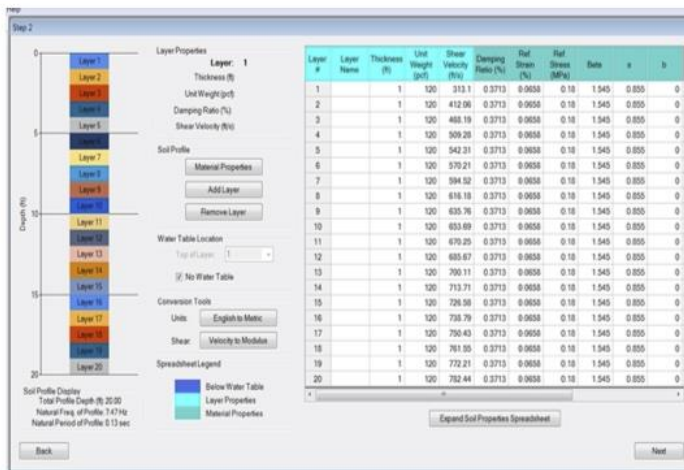 Help
Step 2
Depth (ft)
0
5
10
15
20
Layer 1
Layer 2
Layer 3
Layer 4
Layer 5
Layer 6
Layer 7
Layer 8
Layer 9
Layer 10
Layer 11
Layer 12
Layer 13
Layer 14
Layer 15
Layer 16
Layer 17
Layer 18
Layer 19
Layer 20
Soil Profile Display
Total Profile Depth (ft) 20.00
Natural Freq. of Profile: 7.47 Hz
Natural Period of Profile: 0.13 sec
Back
Layer Properties
Layer: 1
Thickness (ft)
Unit Weight (pcf)
Damping Ratio (%)
Shear Velocity (ft/s)
Soil Profile
Material Properties
Add Layer
Remove Layer
Water Table Location
Top of Layer: 1
No Water Table
Conversion Tools
Units: English to Metric
Shear: Velocity to Modulus
Spreadsheet Legend
Below Water Table
Layer Properties
Material Properties
Layer # Layer Name Thickness (ft) Unit Weight (pcf) Shear Velocity (ft/s) Damping Ratio (%) Ref. Strain (%) Ref. Stress (MPa) Beta s b
1 1 120 313.1 0.3713 0.0658 0.18 1.545 0.855 0
2 1 120 412.06 0.3713 0.0658 0.18 1.545 0.855 0
3 1 120 468.19 0.3713 0.0658 0.18 1.545 0.855 0
4 1 120 509.28 0.3713 0.0658 0.18 1.545 0.855 0
5 1 120 542.31 0.3713 0.0658 0.18 1.545 0.855 0
6 1 120 570.21 0.3713 0.0658 0.18 1.545 0.855 0
7 1 120 594.52 0.3713 0.0658 0.18 1.545 0.855 0
8 1 120 616.18 0.3713 0.0658 0.18 1.545 0.855 0
9 1 120 635.76 0.3713 0.0658 0.18 1.545 0.855 0
10 1 120 653.69 0.3713 0.0658 0.18 1.545 0.855 0
11 1 120 670.25 0.3713 0.0658 0.18 1.545 0.855 0
12 1 120 685.67 0.3713 0.0658 0.18 1.545 0.855 0
13 1 120 700.11 0.3713 0.0658 0.18 1.545 0.855 0
14 1 120 713.71 0.3713 0.0658 0.18 1.545 0.855 0
15 1 120 726.58 0.3713 0.0658 0.18 1.545 0.855 0
16 1 120 738.79 0.3713 0.0658 0.18 1.545 0.855 0
17 1 120 750.43 0.3713 0.0658 0.18 1.545 0.855 0
18 1 120 761.55 0.3713 0.0658 0.18 1.545 0.855 0
19 1 120 772.21 0.3713 0.0658 0.18 1.545 0.855 0
20 1 120 782.44 0.3713 0.0658 0.18 1.545 0.855 0
Expand Soil Properties Spreadsheet
Next